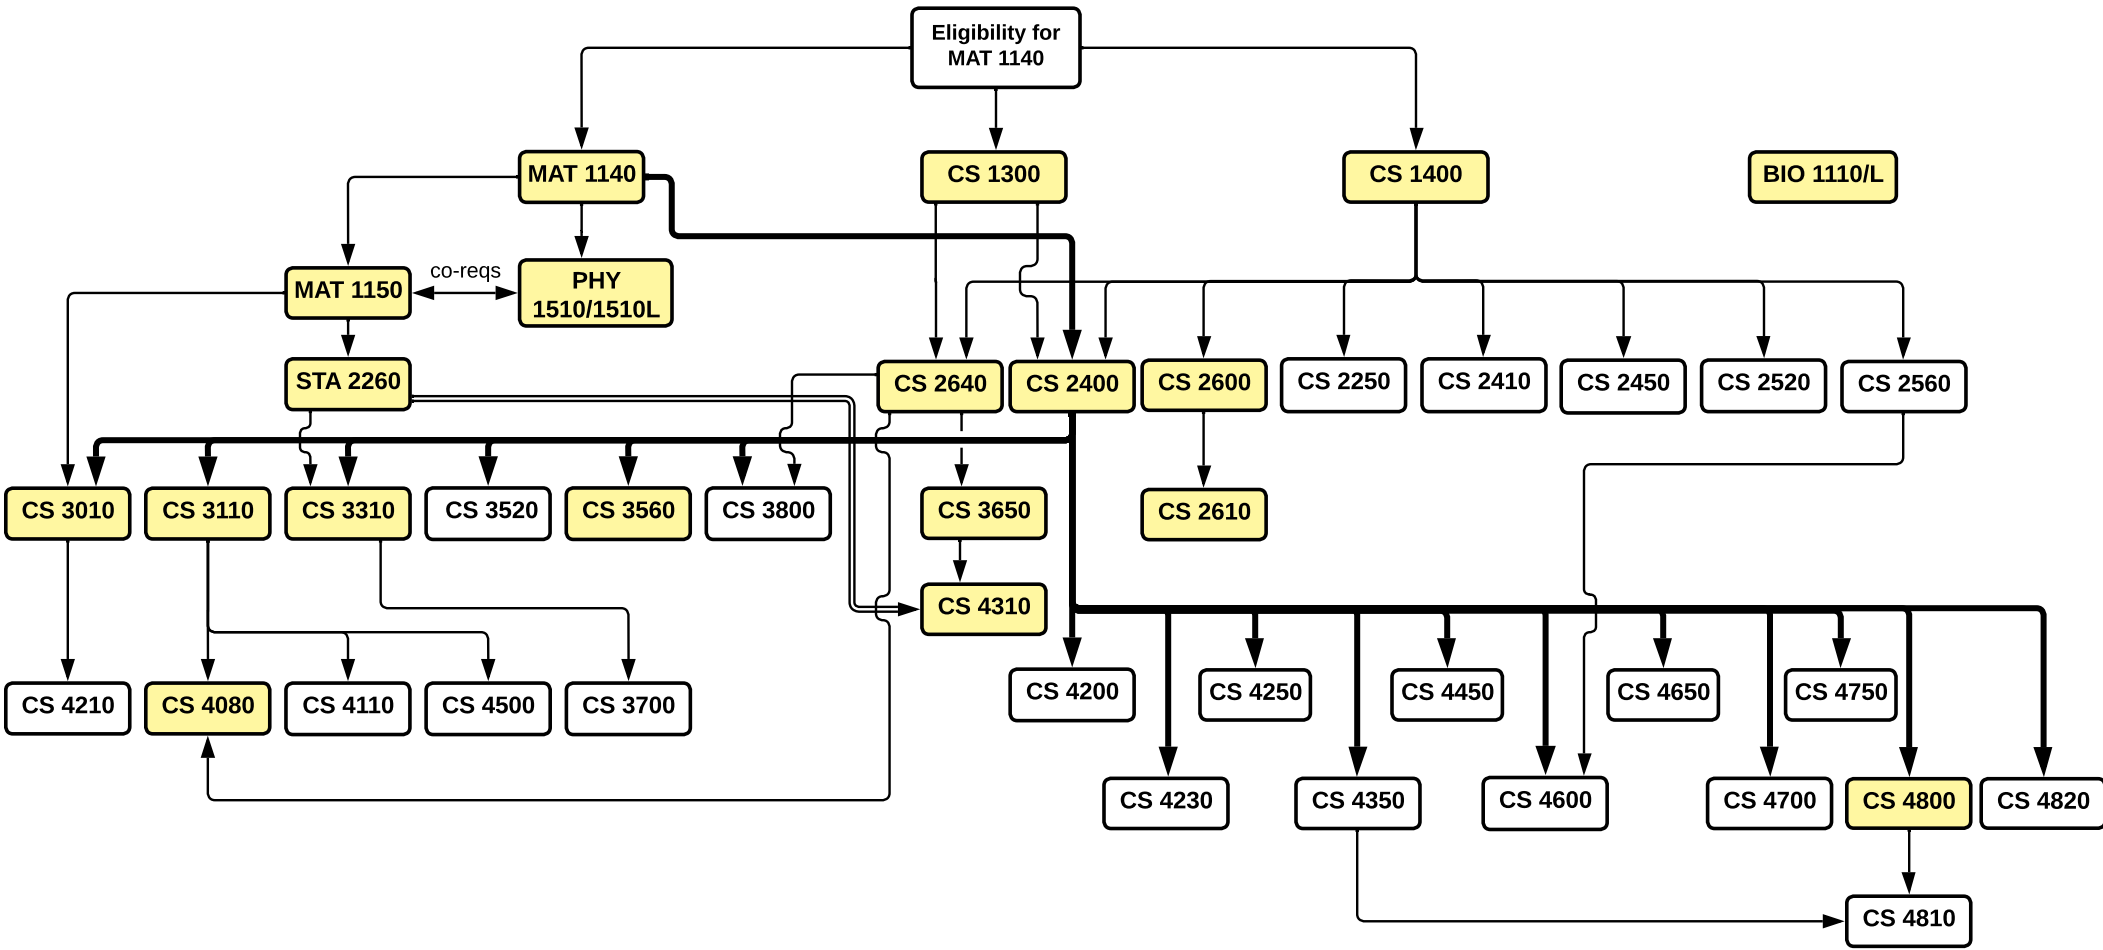 Eligibility for
MAT 1140
MAT 1140
CS 1300
CS 1400
BIO 1110/L
MAT 1150
co-reqs
PHY
1510/1510L
STA 2260
CS 2640
CS 2400
CS 2600
CS 2250
CS 2410
CS 2450
CS 2520
CS 2560
CS 3010
CS 3110
CS 3310
CS 3520
CS 3560
CS 3800
CS 3650
CS 2610
CS 4310
CS 4210
CS 4080
CS 4110
CS 4500
CS 3700
CS 4200
CS 4250
CS 4450
CS 4650
CS 4750
CS 4230
CS 4350
CS 4600
CS 4700
CS 4800
CS 4820
CS 4810